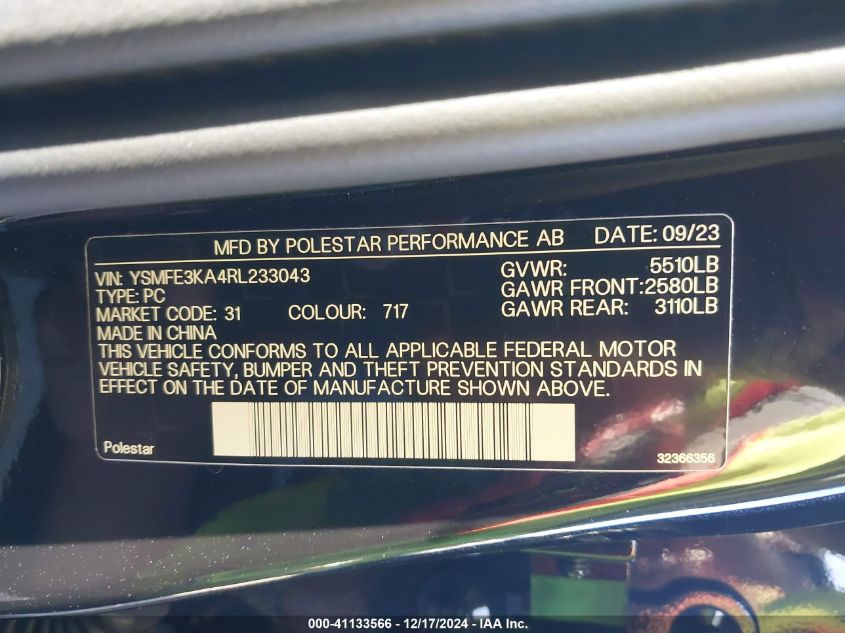 MFD BY POLESTAR PERFORMANCE AB DATE: 09/23
VIN: YSMFE3KA4RL233043 GVWR: 5510LB
TYPE: PC GAWR FRONT: 2580LB
MARKET CODE: 31 COLOUR: 717 GAWR REAR: 3110LB
MADE IN CHINA
THIS VEHICLE CONFORMS TO ALL APPLICABLE FEDERAL MOTOR
VEHICLE SAFETY, BUMPER AND THEFT PREVENTION STANDARDS IN
EFFECT ON THE DATE OF MANUFACTURE SHOWN ABOVE.
Polestar 32366356
000-41133566 - 12/17/2024 - IAA Inc.